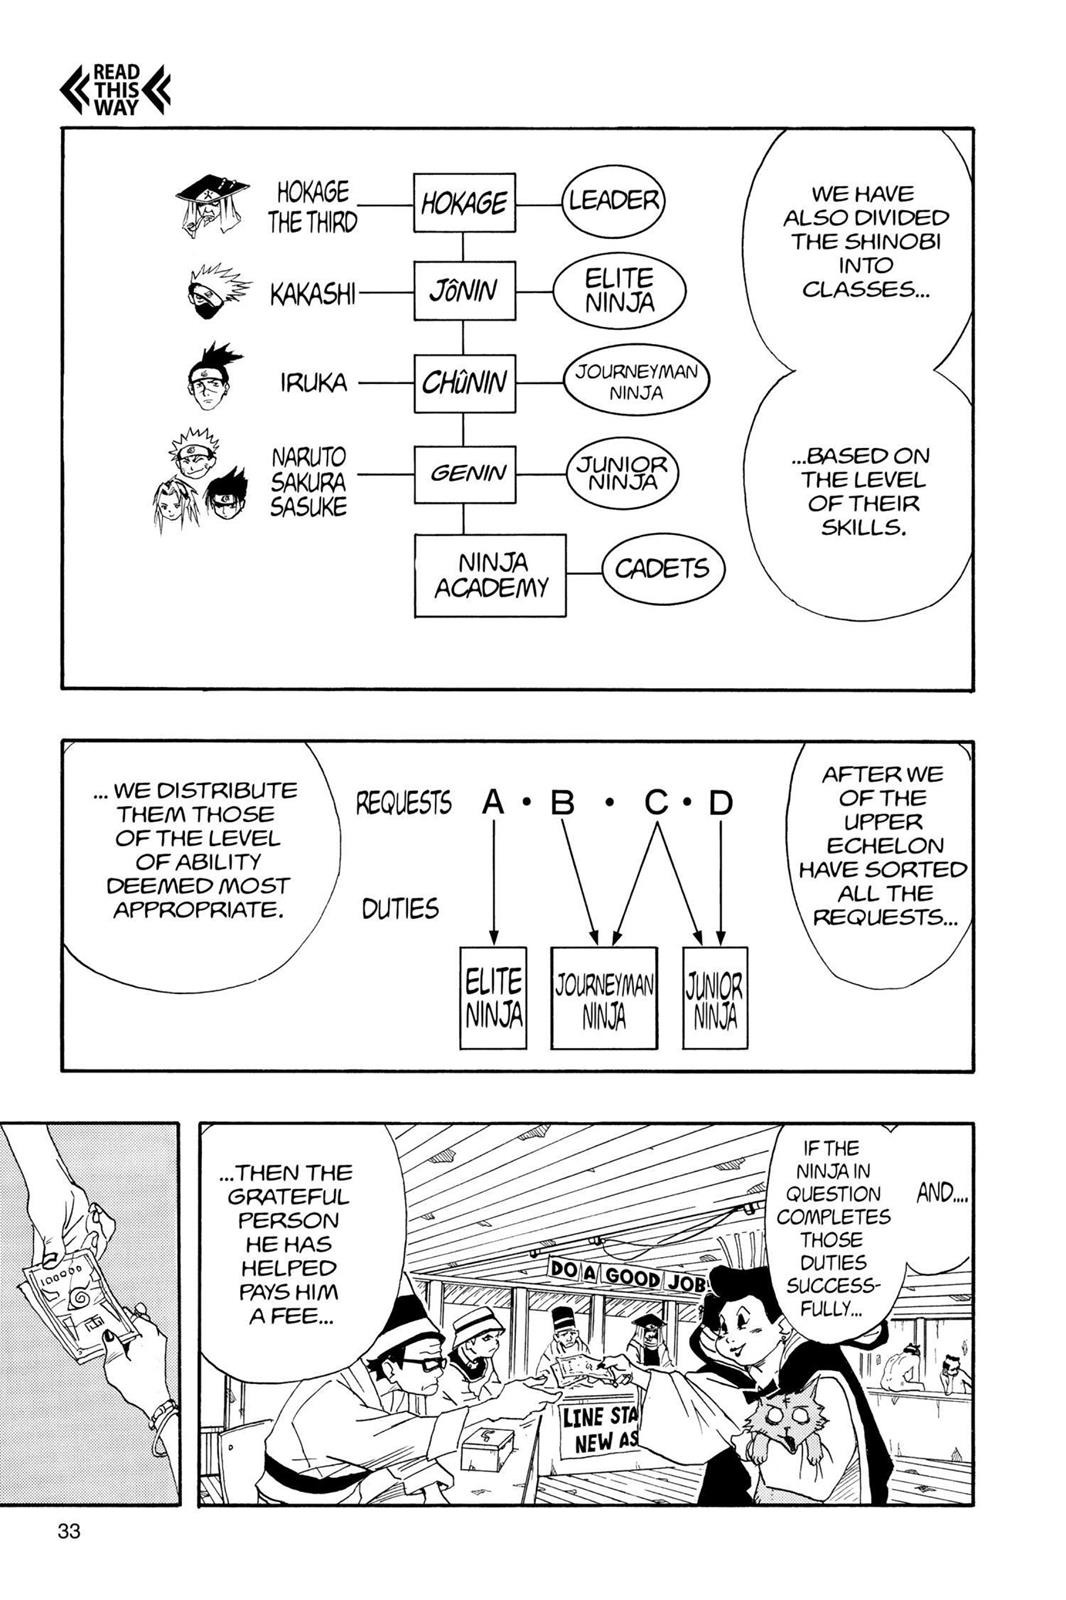 READ
THIS
WAY
WE HAVE
ALSO DIVIDED
THE SHINOBI
INTO
CLASSES...
...BASED ON
THE LEVEL
OF THEIR
SKILLS.
HOKAGE
THE THIRD
HOKAGE
LEADER
KAKASHI
JÔNIN
ELITE
NINJA
IRUKA
CHÛNIN
JOURNEYMAN
NINJA
NARUTO
SAKURA
SASUKE
GENIN
JUNIOR
NINJA
NINJA
ACADEMY
CADETS
AFTER WE
OF THE
UPPER
ECHELON
HAVE SORTED
ALL THE
REQUESTS...
REQUESTS A · B · C · D
DUTIES
ELITE
NINJA
JOURNEYMAN
NINJA
JUNIOR
NINJA
... WE DISTRIBUTE
THEM THOSE
OF THE LEVEL
OF ABILITY
DEEMED MOST
APPROPRIATE.
AND....
IF THE
NINJA IN
QUESTION
COMPLETES
THOSE
DUTIES
SUCCESS-
FULLY...
...THEN THE
GRATEFUL
PERSON
HE HAS
HELPED
PAYS HIM
A FEE...
DO A GOOD JOB
LINE STA
NEW AS
100000
33